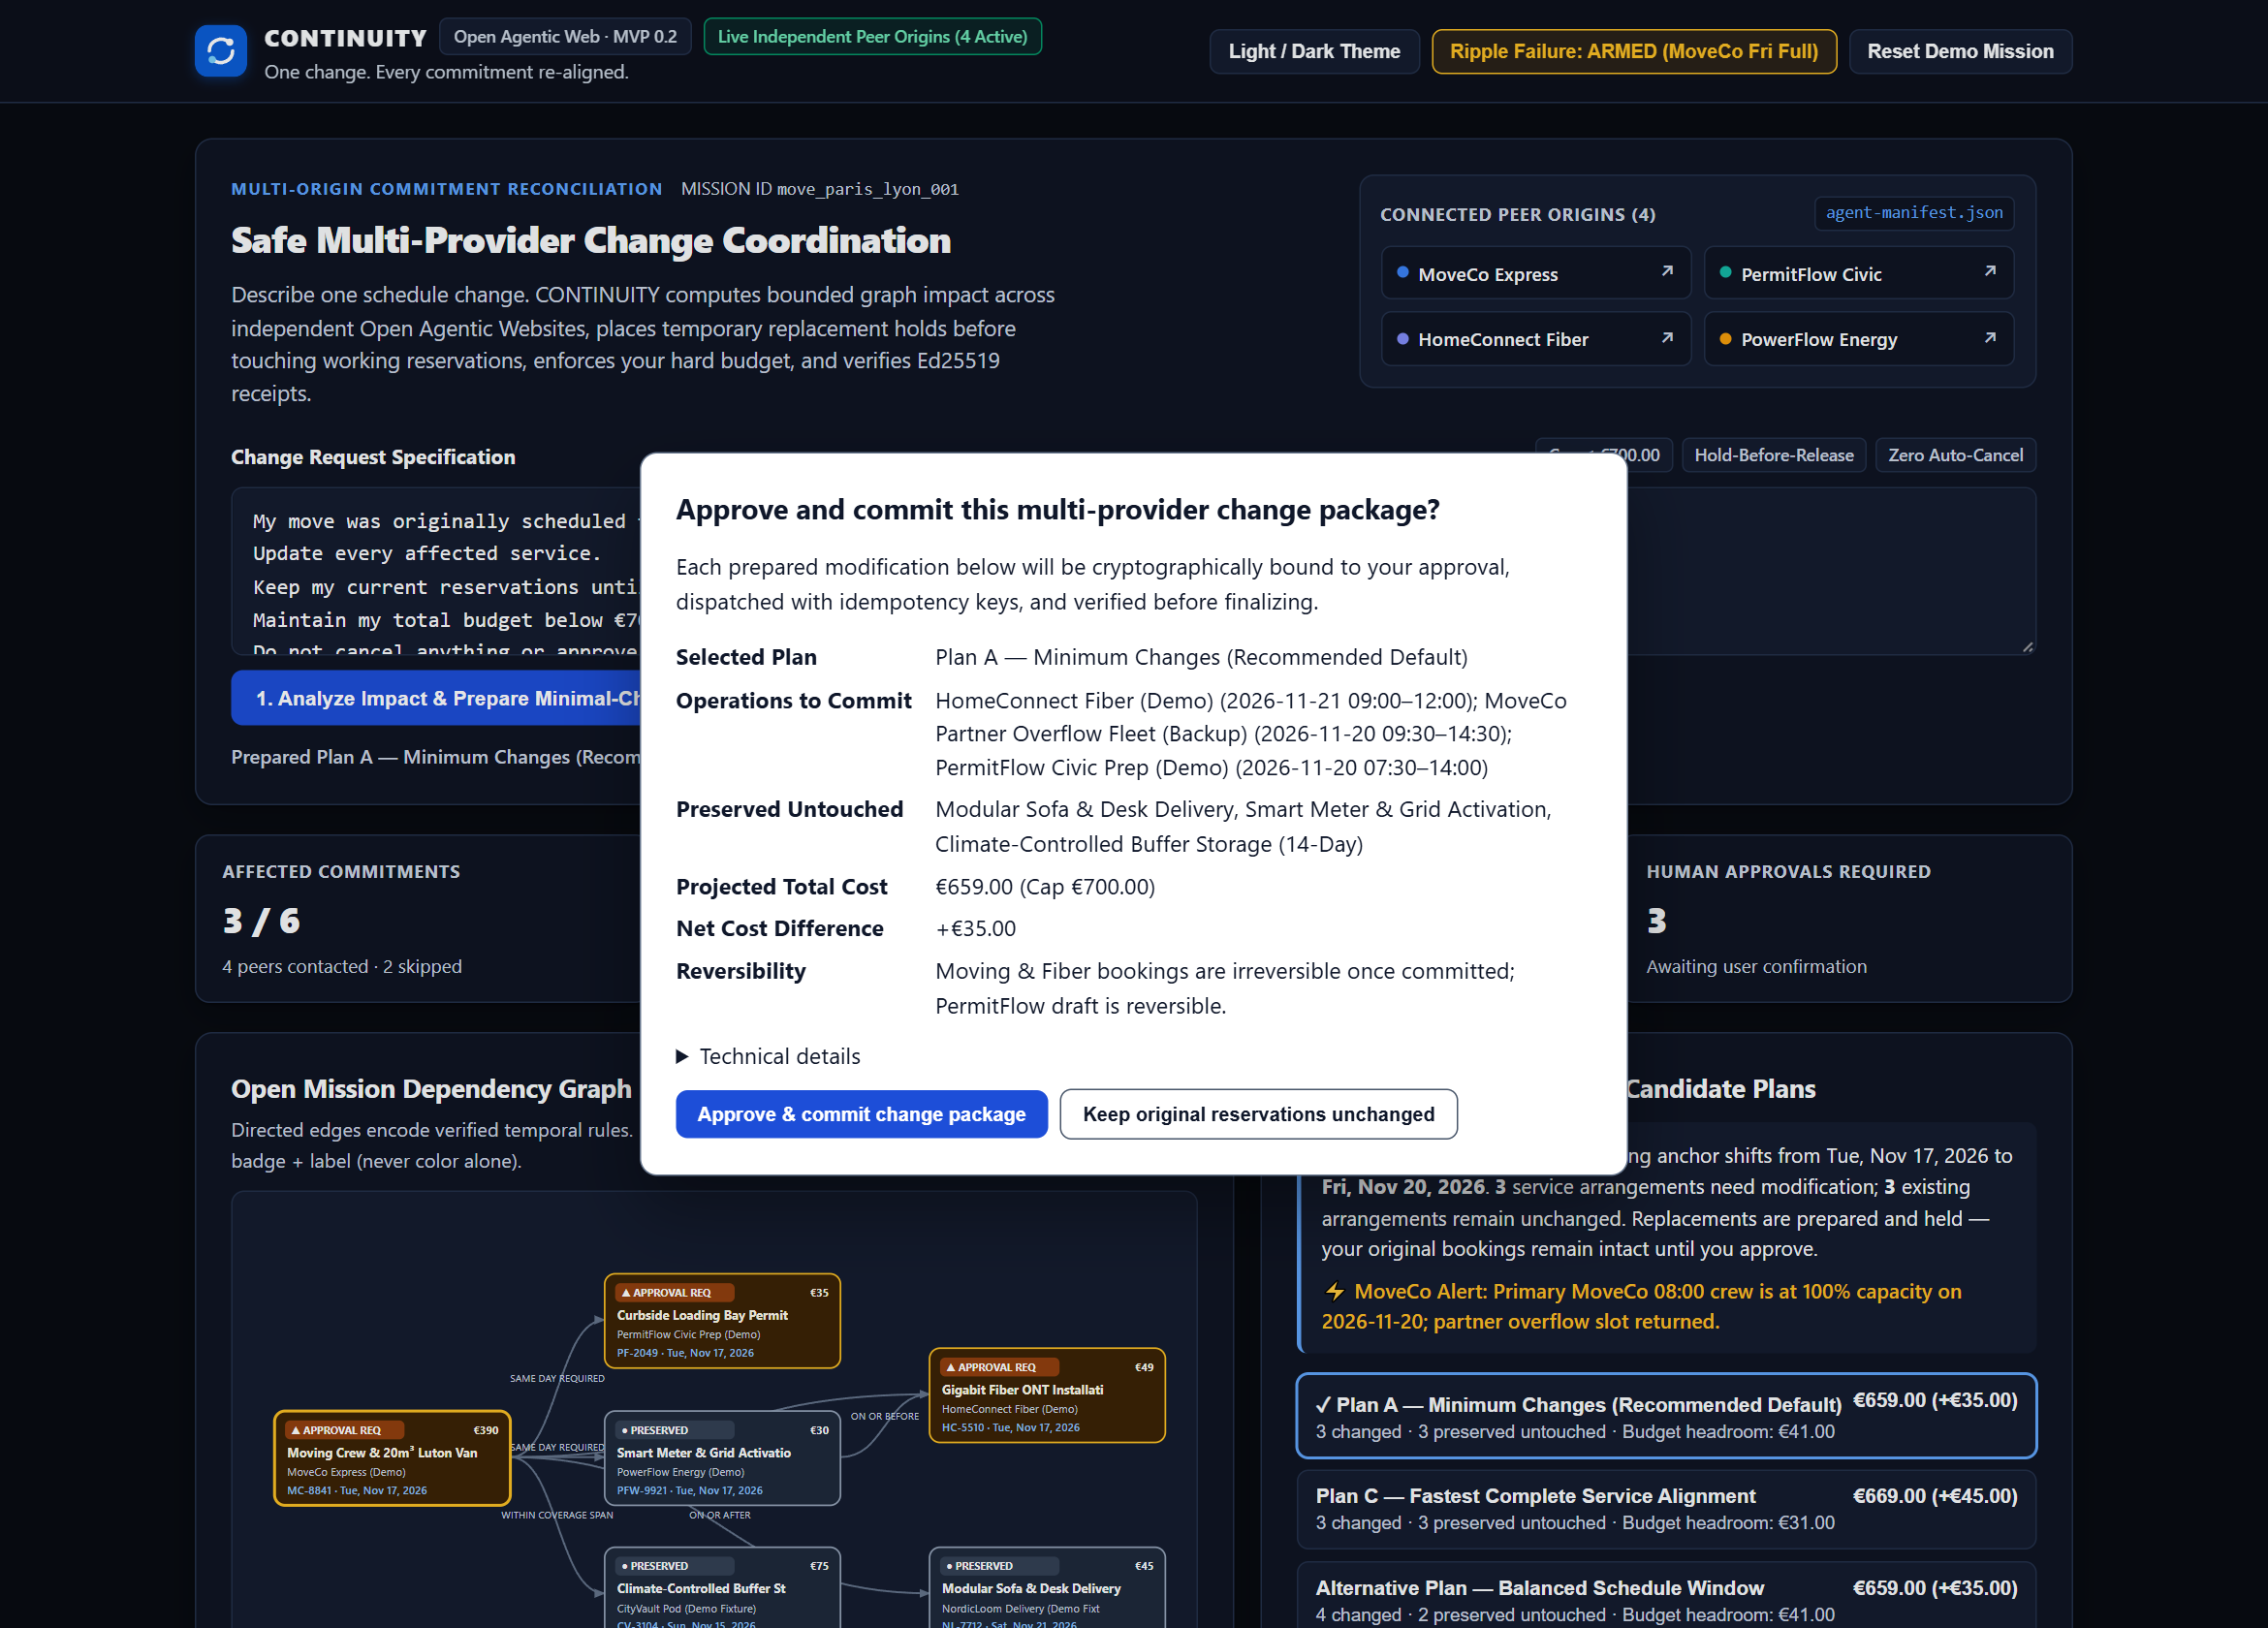 CONTINUITY
Open Agentic Web · MVP 0.2
Live Independent Peer Origins (4 Active)
One change. Every commitment re-aligned.
Light / Dark Theme
Ripple Failure: ARMED (MoveCo Fri Full)
Reset Demo Mission
MULTI-ORIGIN COMMITMENT RECONCILIATION
MISSION ID move_paris_lyon_001
Safe Multi-Provider Change Coordination
Describe one schedule change. CONTINUITY computes bounded graph impact across
independent Open Agentic Websites, places temporary replacement holds before
touching working reservations, enforces your hard budget, and verifies Ed25519
receipts.
CONNECTED PEER ORIGINS (4)
agent-manifest.json
MoveCo Express ↗
PermitFlow Civic ↗
HomeConnect Fiber ↗
PowerFlow Energy ↗
Change Request Specification
Hold-Before-Release
Zero Auto-Cancel
My move was originally scheduled
Update every affected service.
Keep my current reservations
Maintain my total budget below
Do not cancel anything or approve
1. Analyze Impact & Prepare
Prepared Plan A — Minimum Changes
Approve and commit this multi-provider change package?
Each prepared modification below will be cryptographically bound to your approval,
dispatched with idempotency keys, and verified before finalizing.
Selected Plan
Plan A — Minimum Changes (Recommended Default)
Operations to Commit
HomeConnect Fiber (Demo) (2026-11-21 09:00–12:00); MoveCo
Partner Overflow Fleet (Backup) (2026-11-20 09:30–14:30);
PermitFlow Civic Prep (Demo) (2026-11-20 07:30–14:00)
Preserved Untouched
Modular Sofa & Desk Delivery, Smart Meter & Grid Activation,
Climate-Controlled Buffer Storage (14-Day)
Projected Total Cost
€659.00 (Cap €700.00)
Net Cost Difference
+€35.00
Reversibility
Moving & Fiber bookings are irreversible once committed;
PermitFlow draft is reversible.
▶ Technical details
Approve & commit change package
Keep original reservations unchanged
AFFECTED COMMITMENTS
3 / 6
4 peers contacted · 2 skipped
HUMAN APPROVALS REQUIRED
3
Awaiting user confirmation
Open Mission Dependency Graph
Directed edges encode verified temporal rules.
badge + label (never color alone).
▲ APPROVAL REQ €35
Curbside Loading Bay Permit
PermitFlow Civic Prep (Demo)
PF-2049 · Tue, Nov 17, 2026
SAME DAY REQUIRED
▲ APPROVAL REQ €49
Gigabit Fiber ONT Installati
HomeConnect Fiber (Demo)
HC-5510 · Tue, Nov 17, 2026
ON OR BEFORE
▲ APPROVAL REQ €390
Moving Crew & 20m³ Luton Van
MoveCo Express (Demo)
MC-8841 · Tue, Nov 17, 2026
SAME DAY REQUIRED
● PRESERVED €30
Smart Meter & Grid Activatio
PowerFlow Energy (Demo)
PFW-9921 · Tue, Nov 17, 2026
WITHIN COVERAGE SPAN
ON OR AFTER
● PRESERVED €75
Climate-Controlled Buffer St
CityVault Pod (Demo Fixture)
CV-3104 · Sun, Nov 15, 2026
● PRESERVED €45
Modular Sofa & Desk Delivery
NordicLoom Delivery (Demo Fixt
NL-7712 · Sat, Nov 21, 2026
Candidate Plans
anchor shifts from Tue, Nov 17, 2026 to
Fri, Nov 20, 2026. 3 service arrangements need modification; 3 existing
arrangements remain unchanged. Replacements are prepared and held —
your original bookings remain intact until you approve.
⚡ MoveCo Alert: Primary MoveCo 08:00 crew is at 100% capacity on
2026-11-20; partner overflow slot returned.
✓ Plan A — Minimum Changes (Recommended Default) €659.00 (+€35.00)
3 changed · 3 preserved untouched · Budget headroom: €41.00
Plan C — Fastest Complete Service Alignment €669.00 (+€45.00)
3 changed · 3 preserved untouched · Budget headroom: €31.00
Alternative Plan — Balanced Schedule Window €659.00 (+€35.00)
4 changed · 2 preserved untouched · Budget headroom: €41.00